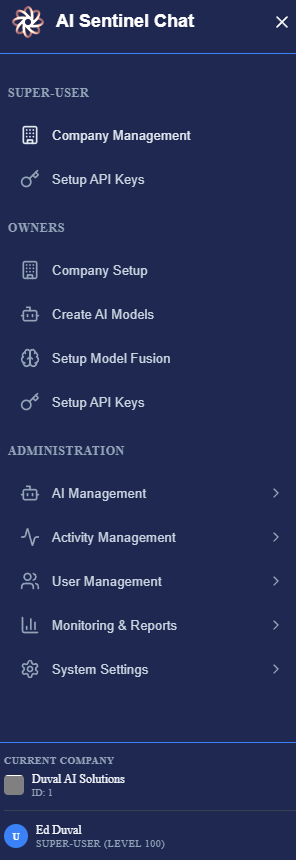 AI Sentinel Chat
SUPER-USER
Company Management
Setup API Keys
OWNERS
Company Setup
Create AI Models
Setup Model Fusion
Setup API Keys
ADMINISTRATION
AI Management
Activity Management
User Management
Monitoring & Reports
System Settings
CURRENT COMPANY
Duval AI Solutions
ID: 1
U
Ed Duval
SUPER-USER (LEVEL 100)